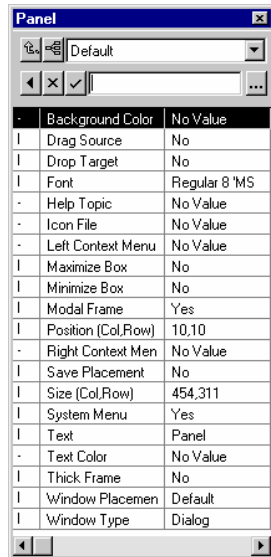 Panel
Default
...
- Background Color No Value
I Drag Source No
I Drop Target No
I Font Regular 8 'MS
- Help Topic No Value
- Icon File No Value
- Left Context Menu No Value
I Maximize Box No
I Minimize Box No
I Modal Frame Yes
I Position (Col,Row) 10,10
- Right Context Men No Value
I Save Placement No
I Size (Col,Row) 454,311
I System Menu Yes
I Text Panel
- Text Color No Value
I Thick Frame No
I Window Placemen Default
I Window Type Dialog